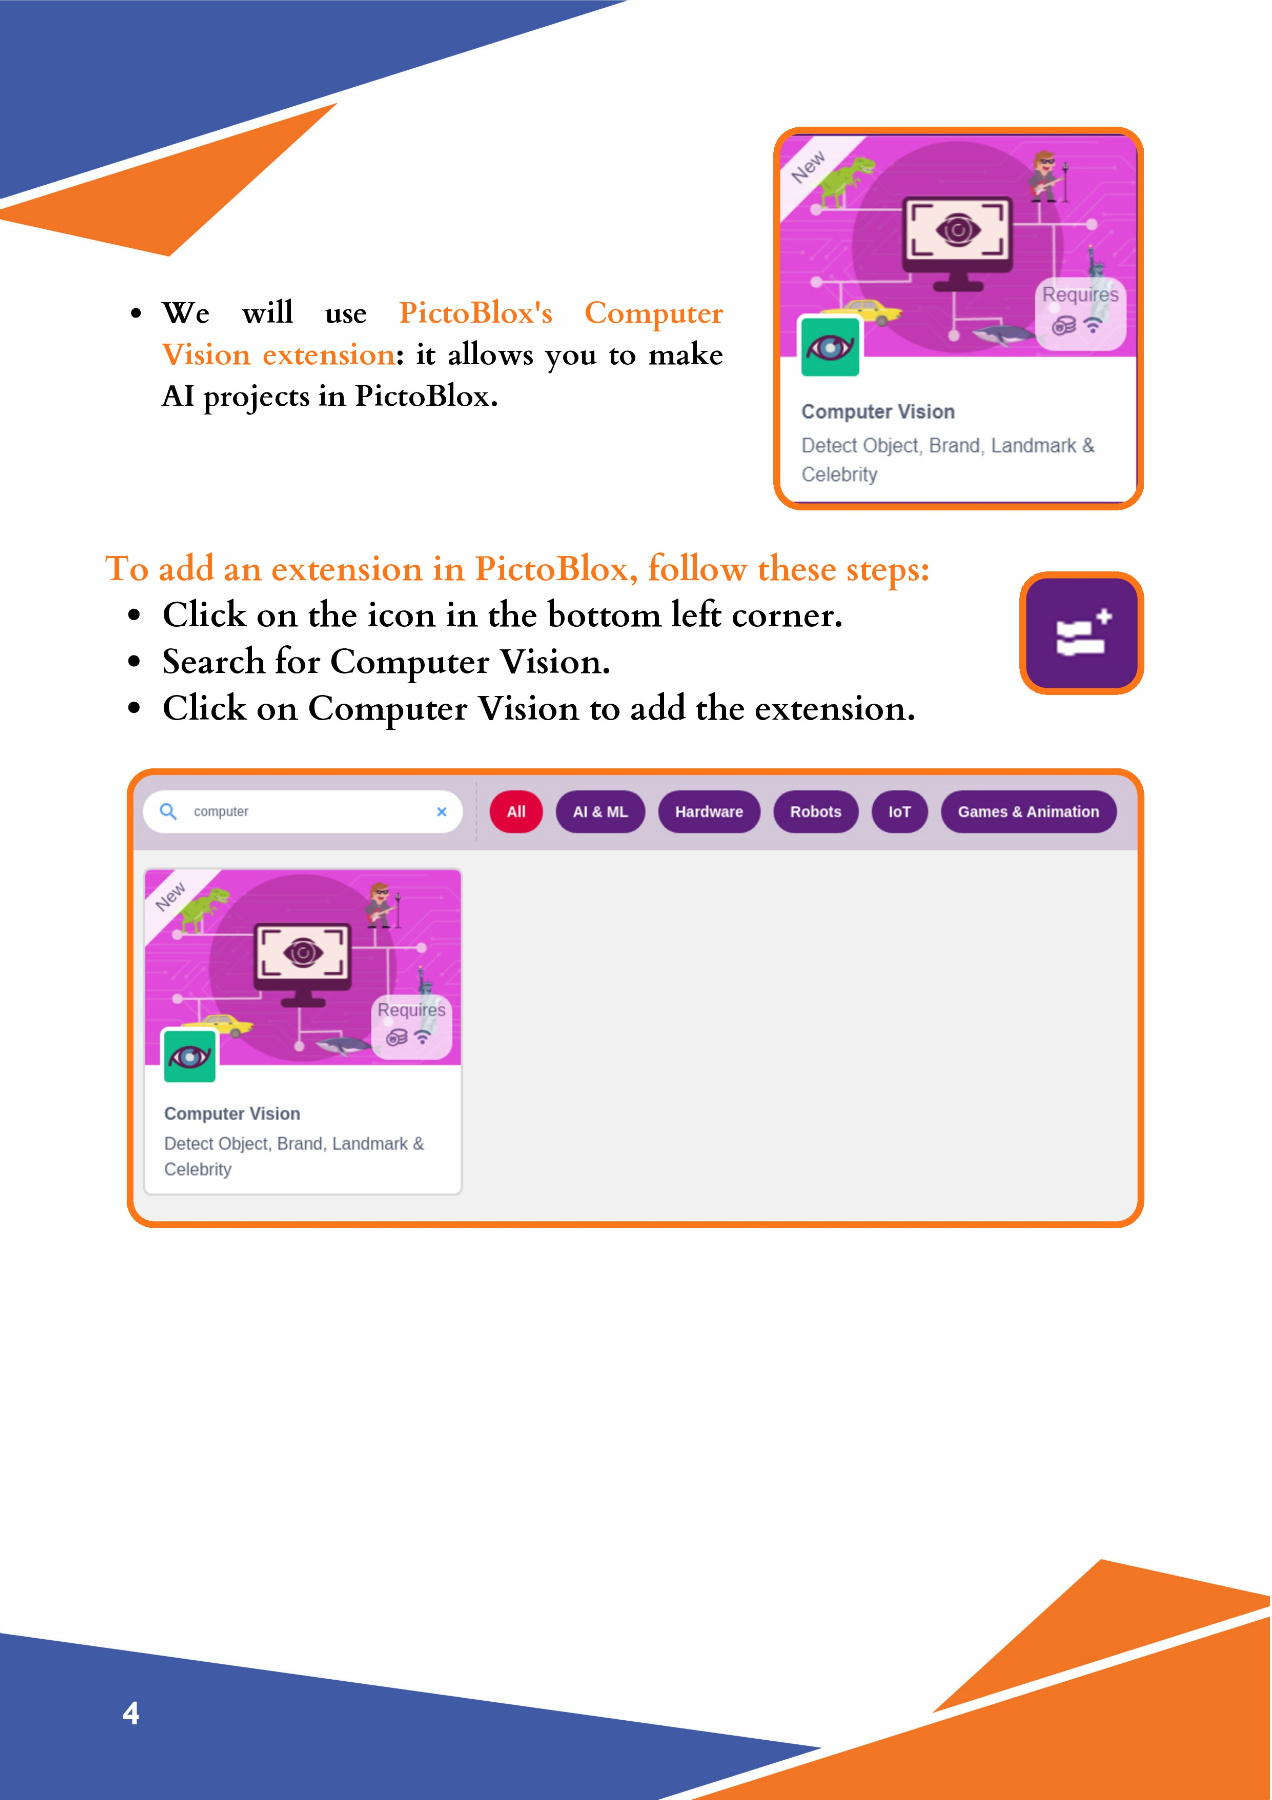 New
Requires
Computer Vision
Detect Object, Brand, Landmark &
Celebrity
• We will use PictoBlox's Computer
Vision extension: it allows you to make
AI projects in PictoBlox.
To add an extension in PictoBlox, follow these steps:
• Click on the icon in the bottom left corner.
• Search for Computer Vision.
• Click on Computer Vision to add the extension.
computer × All AI & ML Hardware Robots IoT Games & Animation
New
Requires
Computer Vision
Detect Object, Brand, Landmark &
Celebrity
4